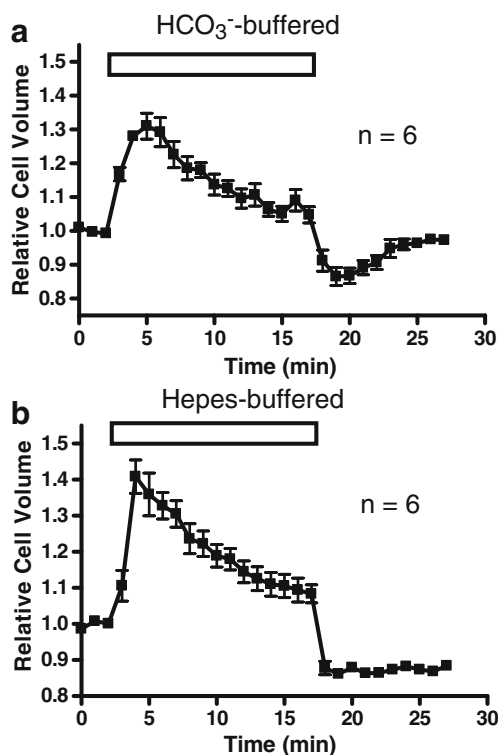 a
HCO₃⁻-buffered
Relative Cell Volume
1.5
1.4
1.3
1.2
1.1
1.0
0.9
0.8
n = 6
0 5 10 15 20 25 30
Time (min)
b
Hepes-buffered
Relative Cell Volume
1.5
1.4
1.3
1.2
1.1
1.0
0.9
0.8
n = 6
0 5 10 15 20 25 30
Time (min)